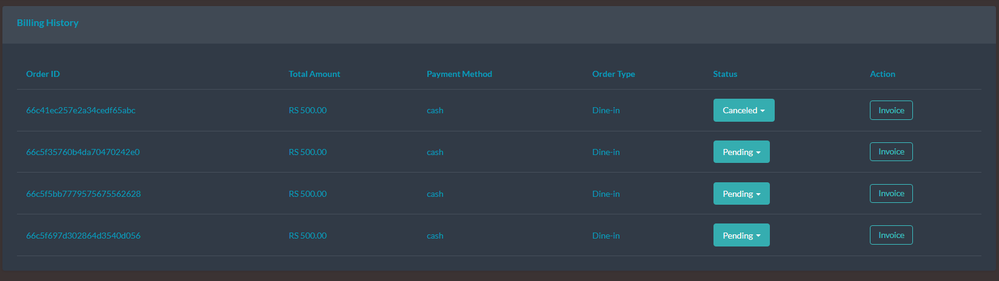 Billing History
Order ID Total Amount Payment Method Order Type Status Action
66c41ec257e2a34cedf65abc RS 500.00 cash Dine-in Canceled Invoice
66c5f35760b4da70470242e0 RS 500.00 cash Dine-in Pending Invoice
66c5f5bb7779575675562628 RS 500.00 cash Dine-in Pending Invoice
66c5f697d302864d3540d056 RS 500.00 cash Dine-in Pending Invoice